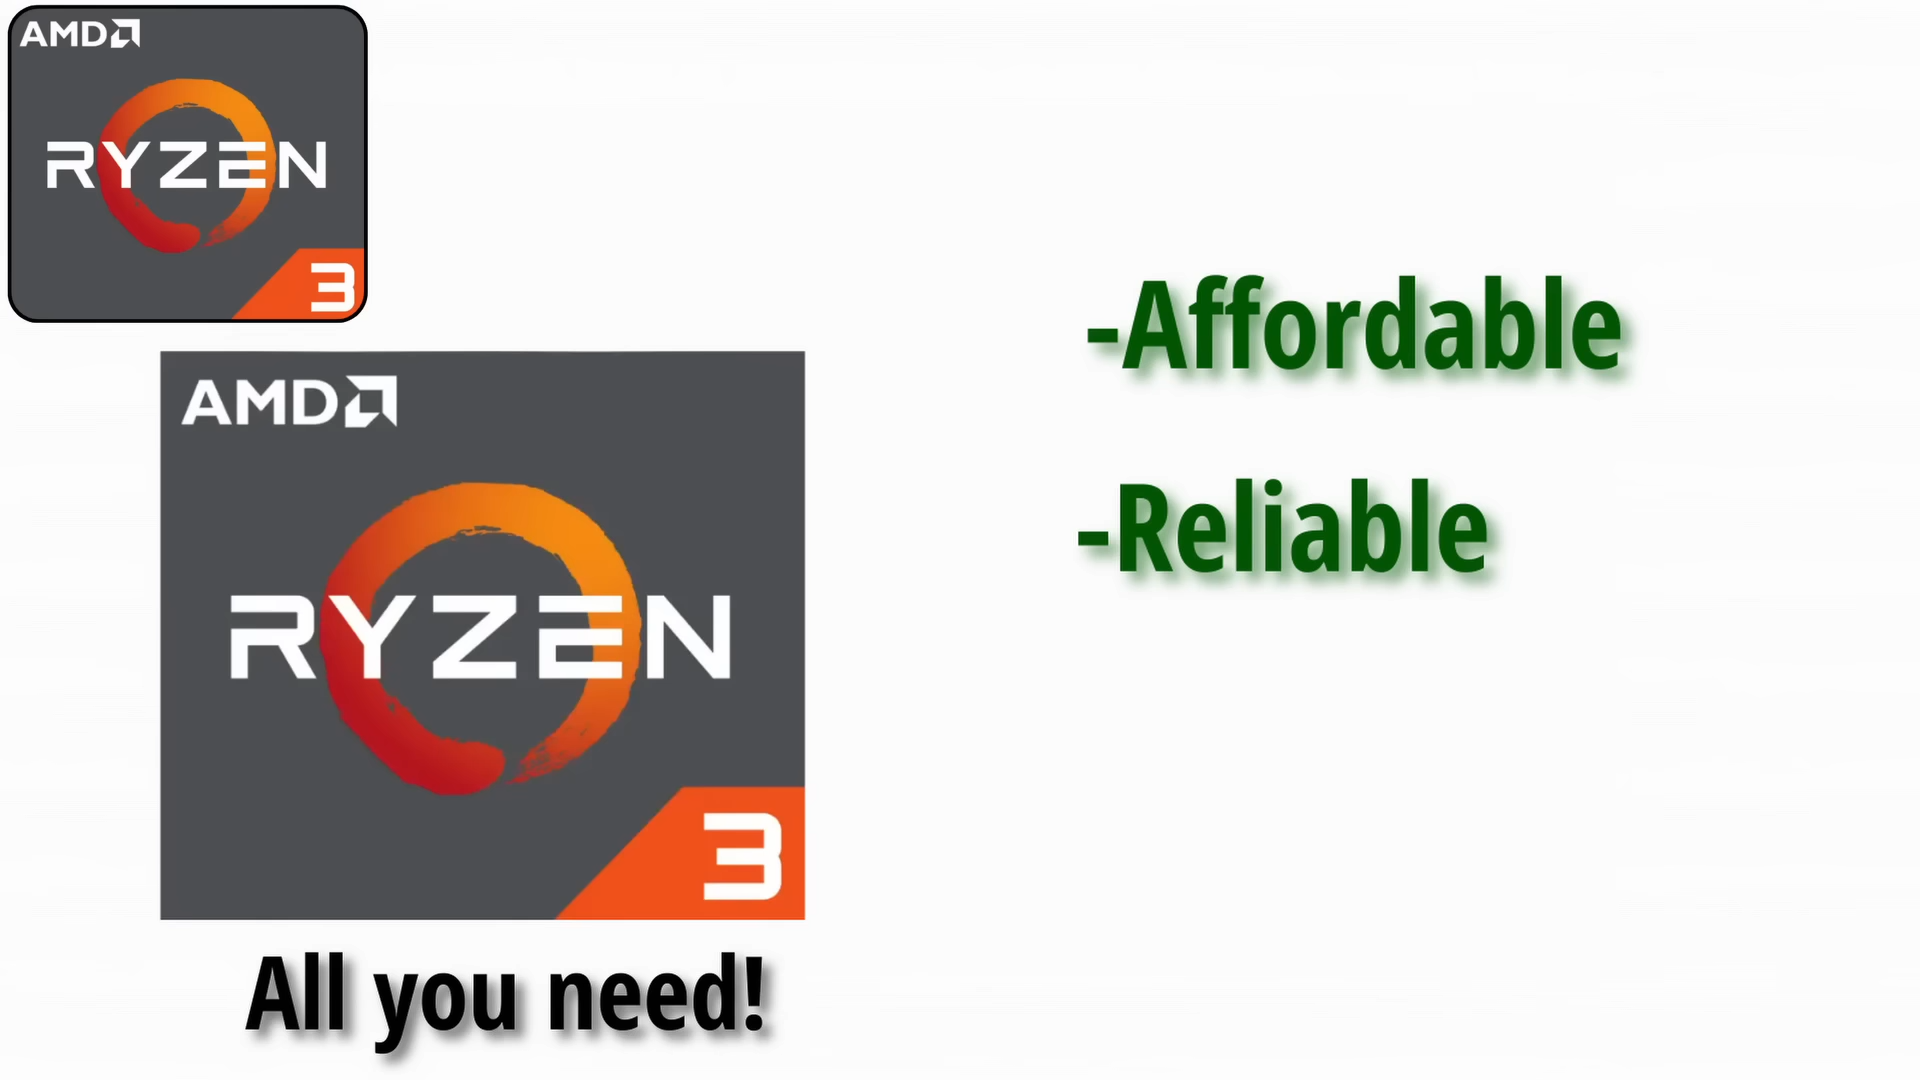 AMD
RYZEN
3
AMD
RYZEN
3
All you need!
-Affordable
-Reliable